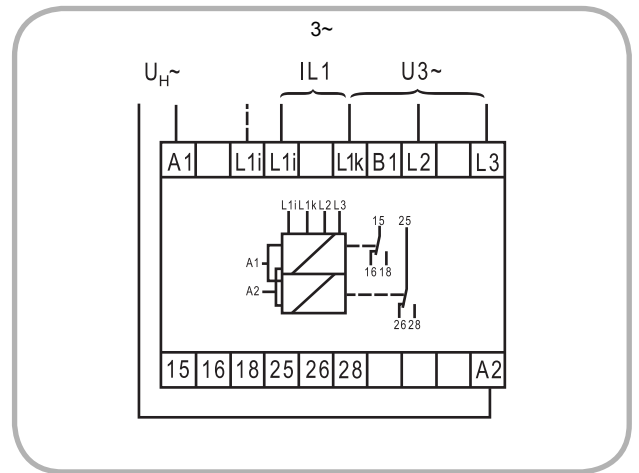 3~
U_H~ IL1 U3~
A1 L1i L1i L1k B1 L2 L3
L1i L1k L2 L3
15 25
A1
16 18
A2
26 28
15 16 18 25 26 28 A2